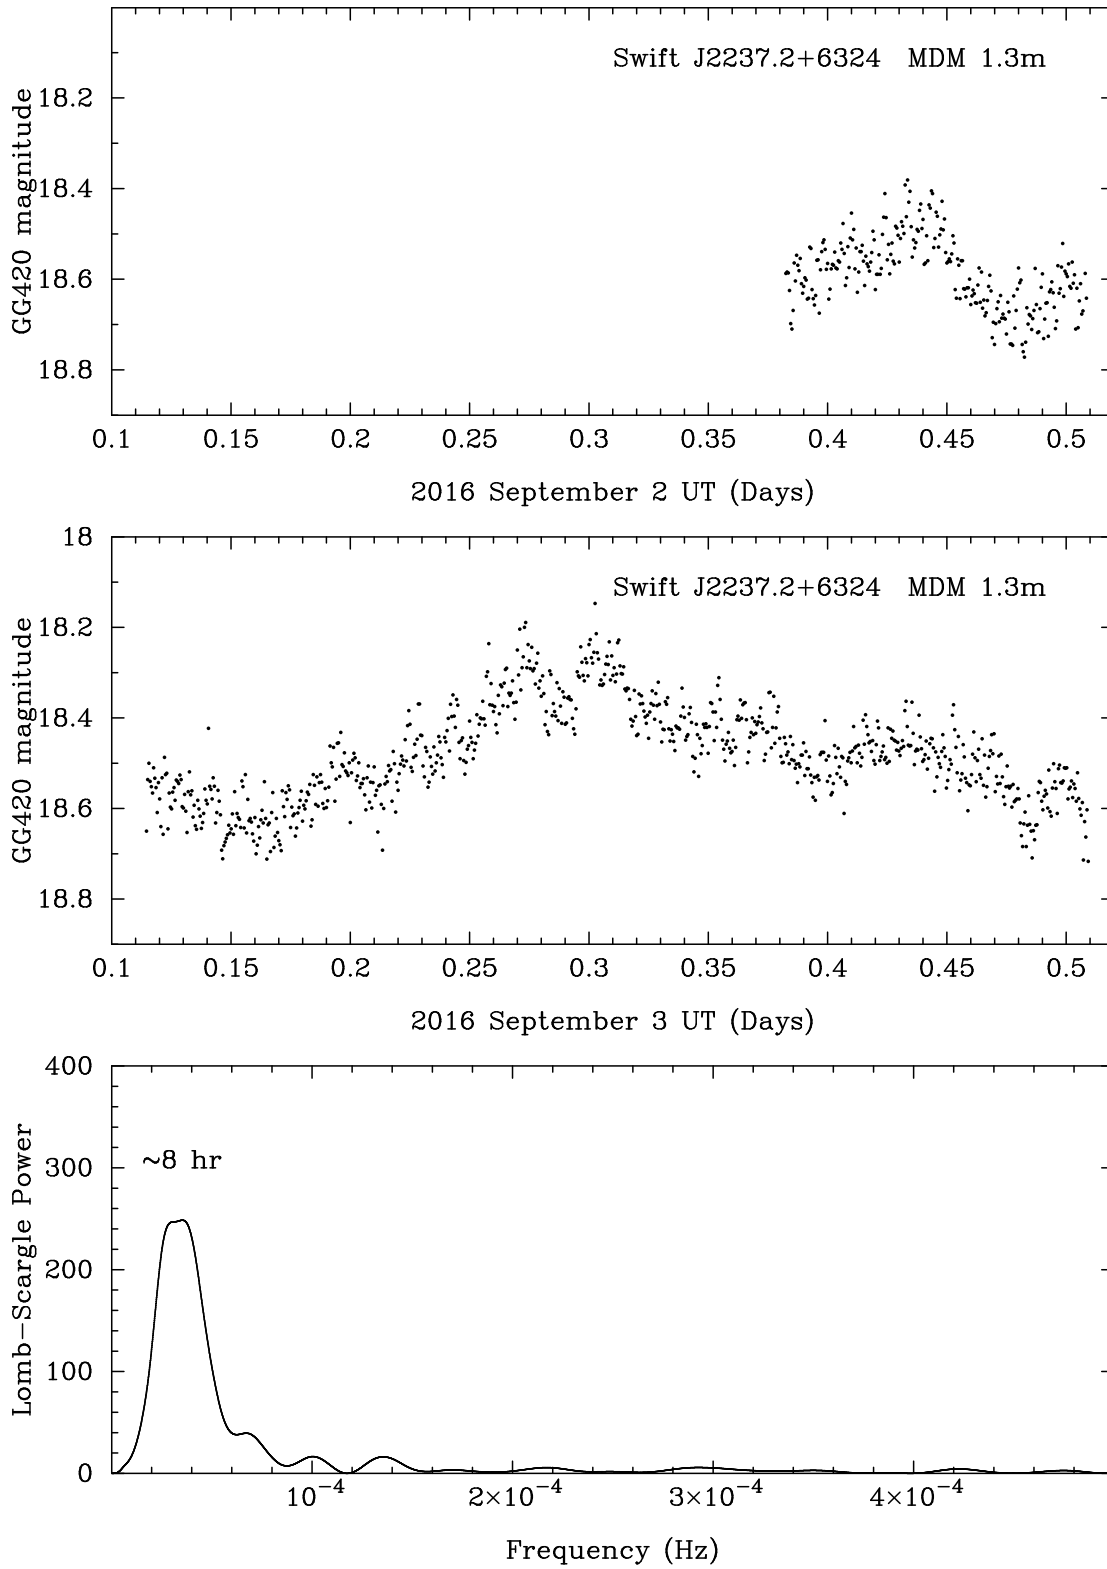 Swift J2237.2+6324 MDM 1.3m
18.2
18.4
18.6
18.8
GG420 magnitude
0.1 0.15 0.2 0.25 0.3 0.35 0.4 0.45 0.5
2016 September 2 UT (Days)
Swift J2237.2+6324 MDM 1.3m
18
18.2
18.4
18.6
18.8
GG420 magnitude
0.1 0.15 0.2 0.25 0.3 0.35 0.4 0.45 0.5
2016 September 3 UT (Days)
~8 hr
400
300
200
100
0
Lomb-Scargle Power
10⁻⁴ 2×10⁻⁴ 3×10⁻⁴ 4×10⁻⁴
Frequency (Hz)